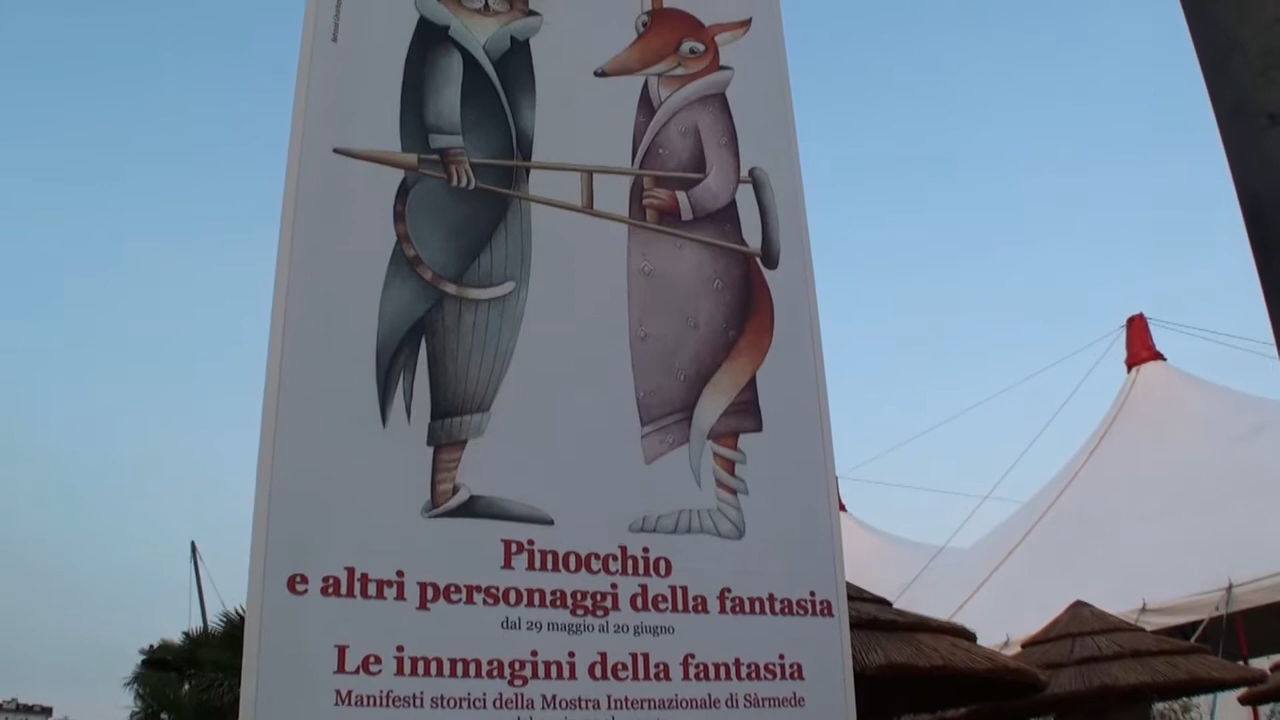 Pinocchio
e altri personaggi della fantasia
dal 29 maggio al 20 giugno
Le immagini della fantasia
Manifesti storici della Mostra Internazionale di Sàrmede